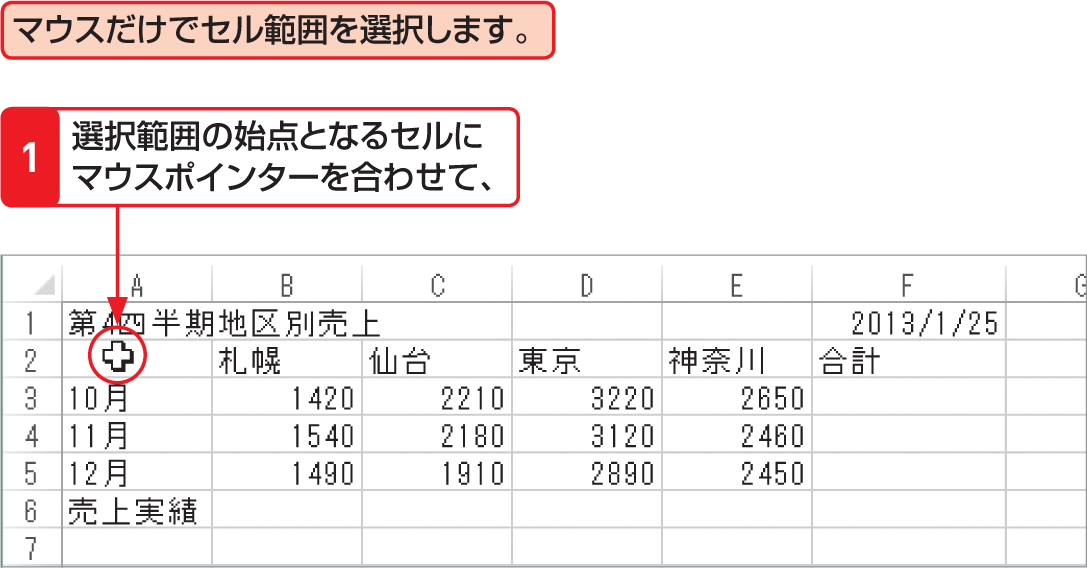 マウスだけでセル範囲を選択します。
1 選択範囲の始点となるセルに
マウスポインターを合わせて、
A B C D E F G
1 第4四半期地区別売上 2013/1/25
2 札幌 仙台 東京 神奈川 合計
3 10月 1420 2210 3220 2650
4 11月 1540 2180 3120 2460
5 12月 1490 1910 2890 2450
6 売上実績
7